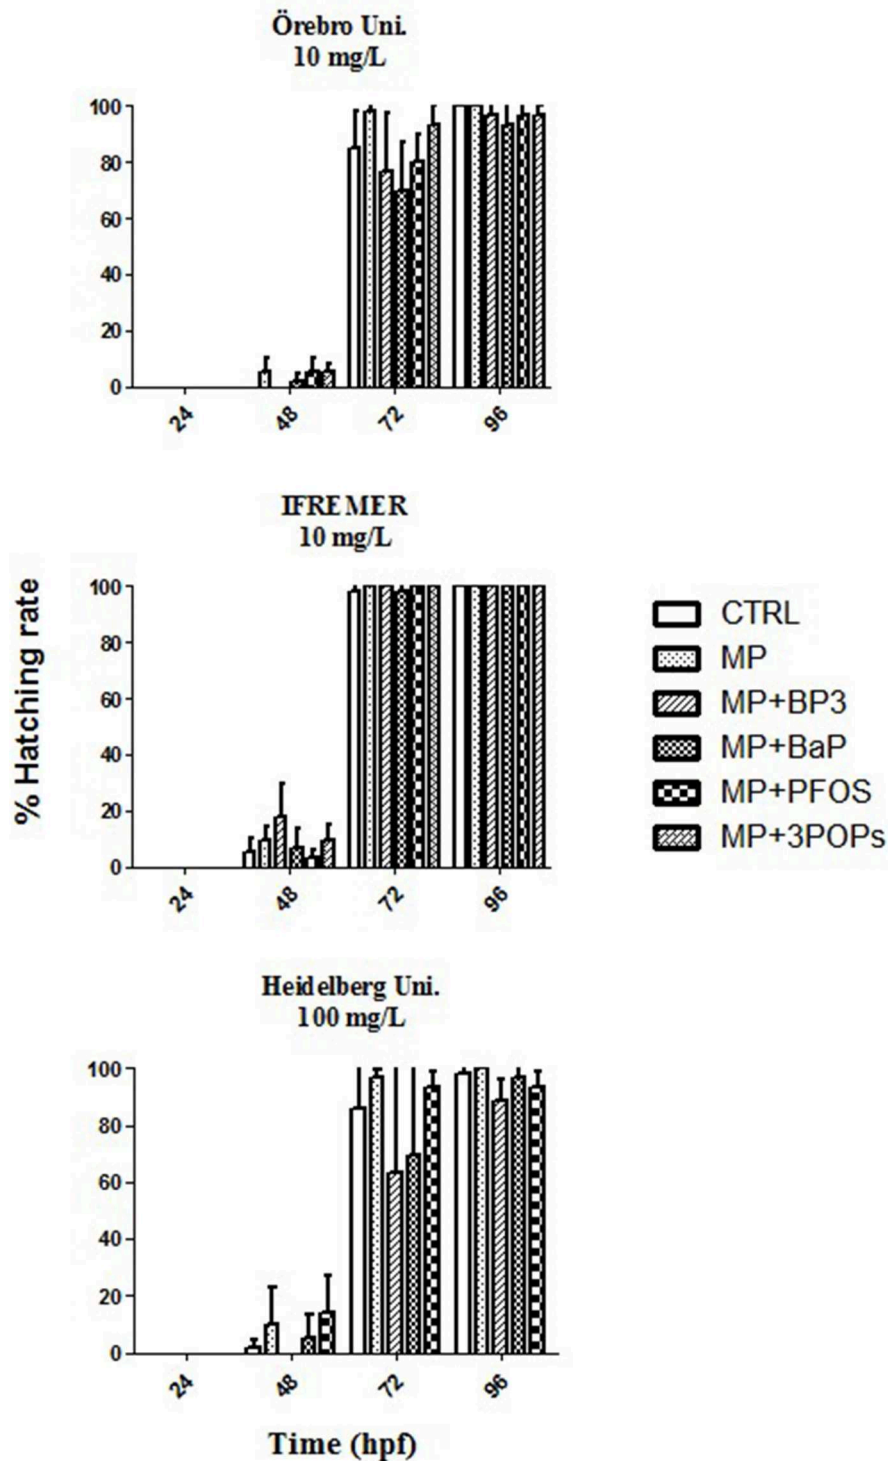 Örebro Uni.
10 mg/L
100
80
60
40
20
0
24
48
72
96
IFREMER
10 mg/L
% Hatching rate
100
80
60
40
20
0
24
48
72
96
CTRL
MP
MP+BP3
MP+BaP
MP+PFOS
MP+3POPs
Heidelberg Uni.
100 mg/L
100
80
60
40
20
0
24
48
72
96
Time (hpf)